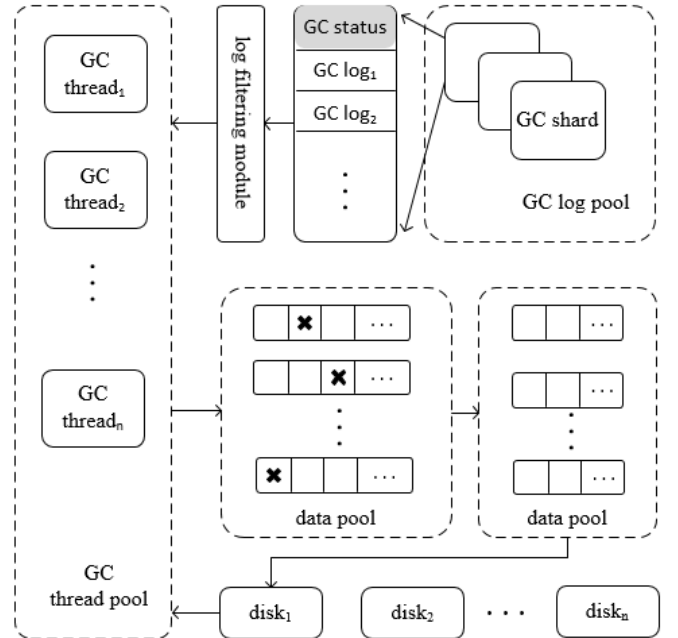 GC
thread₁
GC
thread₂
⋮
GC
threadₙ
GC
thread pool
log filtering module
GC status
GC log₁
GC log₂
⋮
GC shard
GC log pool
✖ ···
✖ ···
⋮
✖ ···
data pool
···
···
⋮
···
data pool
disk₁
disk₂
···
diskₙ